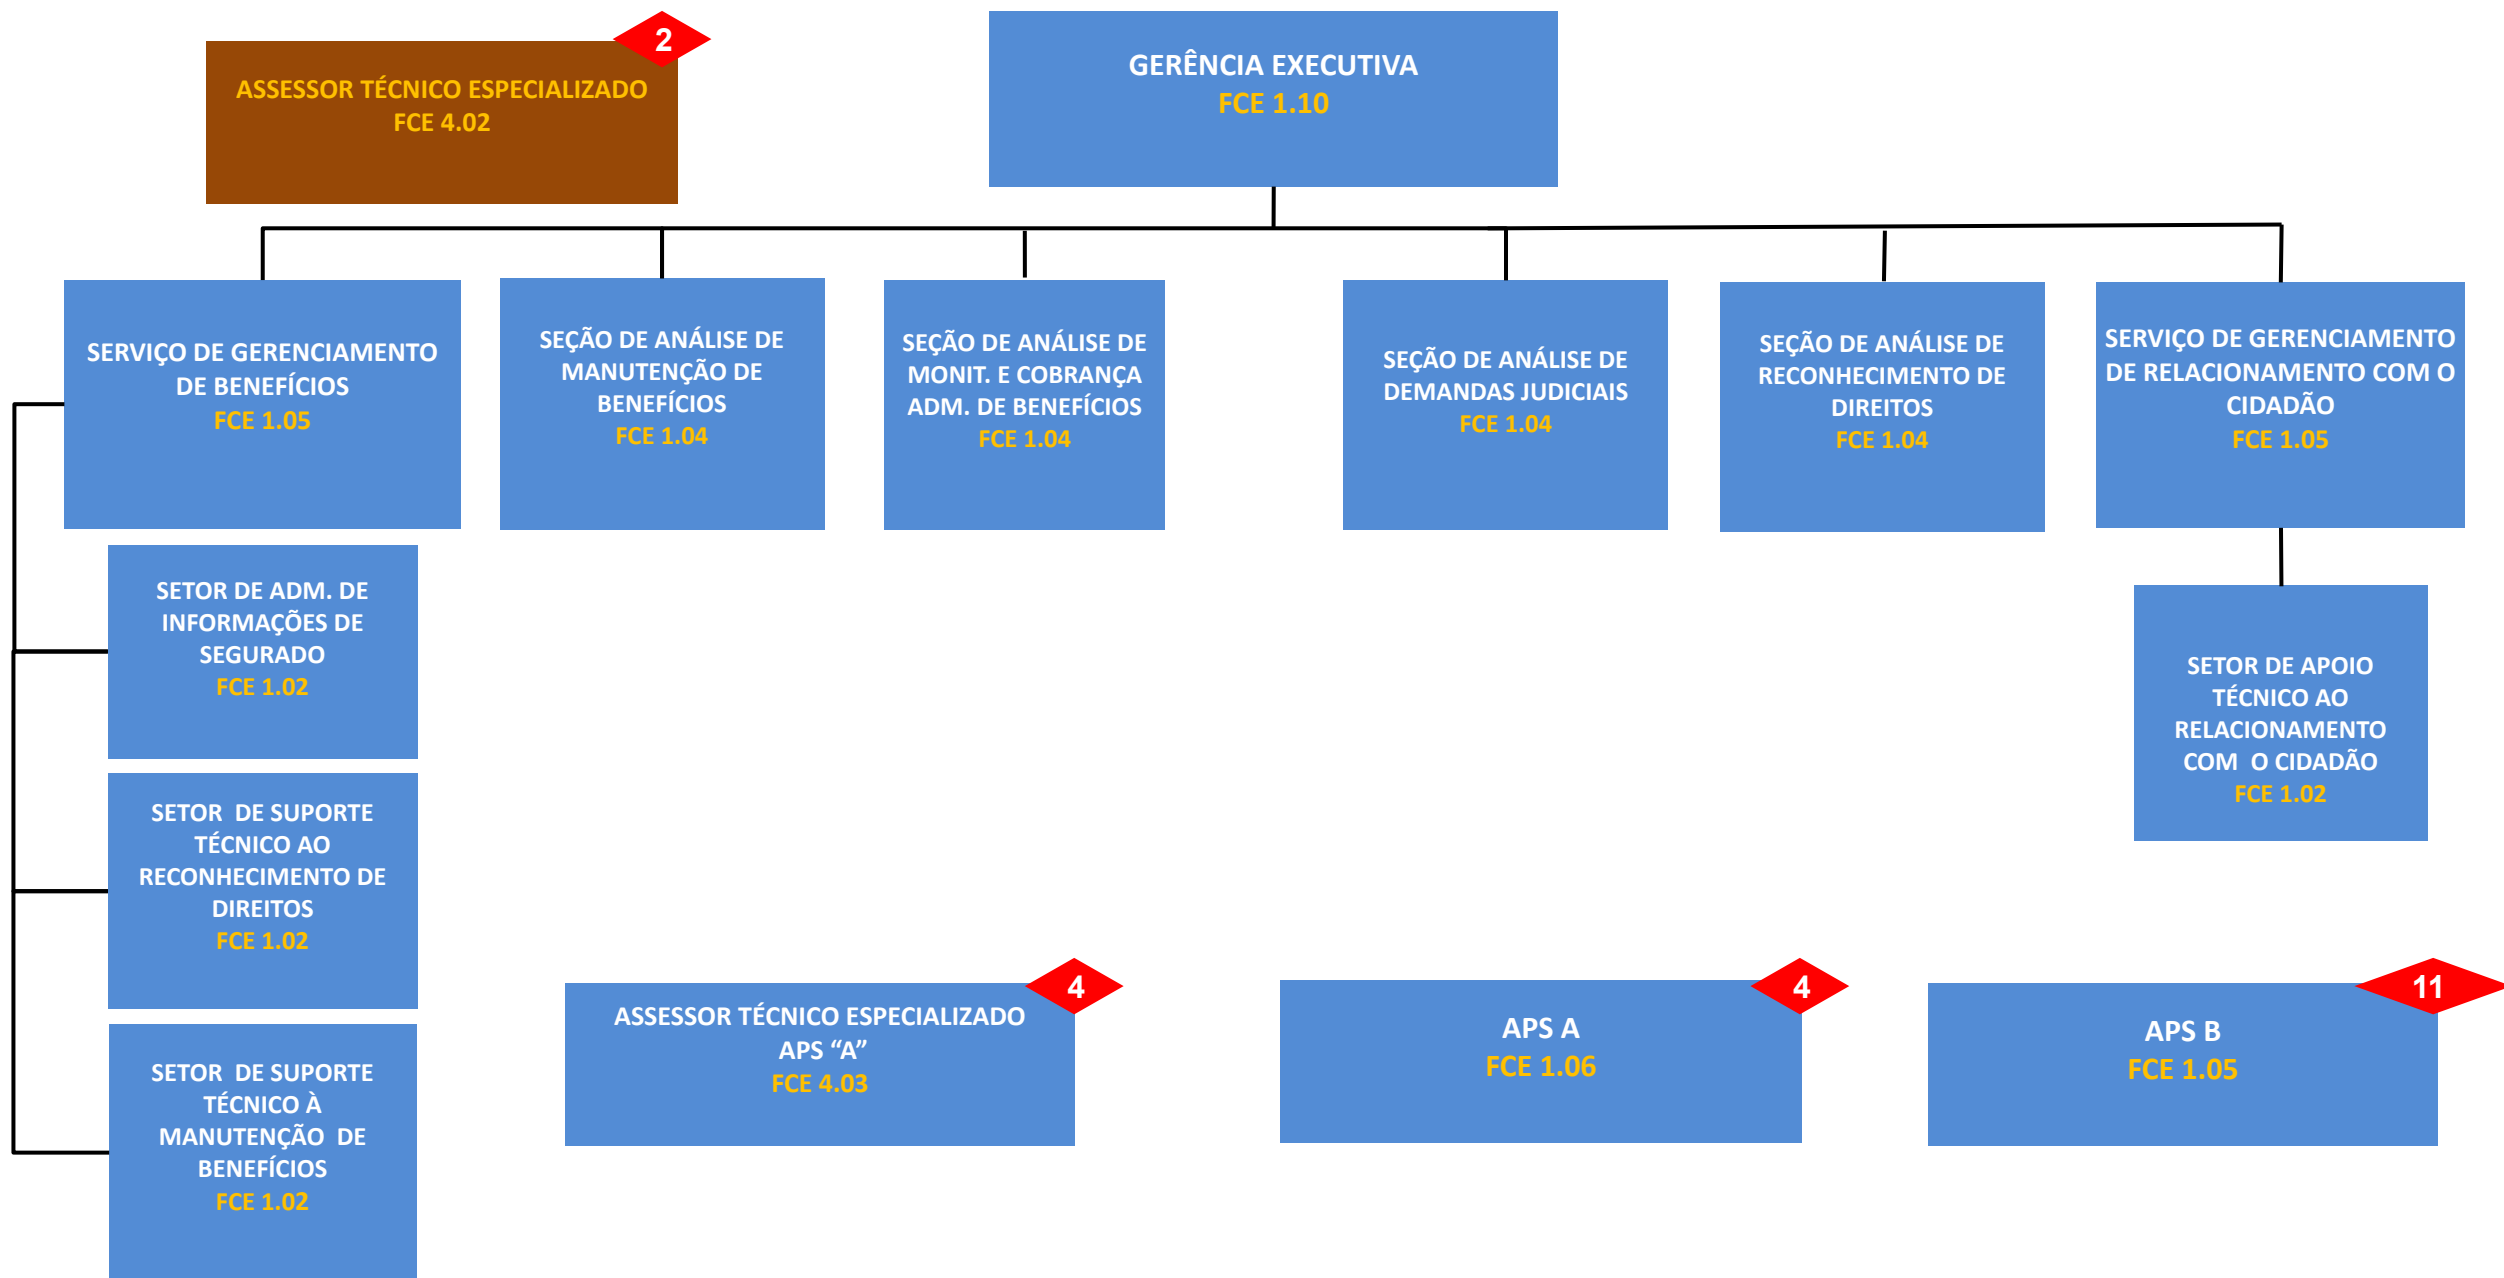 2
ASSESSOR TÉCNICO ESPECIALIZADO
FCE 4.02
GERÊNCIA EXECUTIVA
FCE 1.10
SERVIÇO DE GERENCIAMENTO
DE BENEFÍCIOS
FCE 1.05
SEÇÃO DE ANÁLISE DE
MANUTENÇÃO DE
BENEFÍCIOS
FCE 1.04
SEÇÃO DE ANÁLISE DE
MONIT. E COBRANÇA
ADM. DE BENEFÍCIOS
FCE 1.04
SEÇÃO DE ANÁLISE DE
DEMANDAS JUDICIAIS
FCE 1.04
SEÇÃO DE ANÁLISE DE
RECONHECIMENTO DE
DIREITOS
FCE 1.04
SERVIÇO DE GERENCIAMENTO
DE RELACIONAMENTO COM O
CIDADÃO
FCE 1.05
SETOR DE ADM. DE
INFORMAÇÕES DE
SEGURADO
FCE 1.02
SETOR DE SUPORTE
TÉCNICO AO
RECONHECIMENTO DE
DIREITOS
FCE 1.02
SETOR DE SUPORTE
TÉCNICO À
MANUTENÇÃO DE
BENEFÍCIOS
FCE 1.02
SETOR DE APOIO
TÉCNICO AO
RELACIONAMENTO
COM O CIDADÃO
FCE 1.02
4
ASSESSOR TÉCNICO ESPECIALIZADO
APS “A”
FCE 4.03
4
APS A
FCE 1.06
11
APS B
FCE 1.05